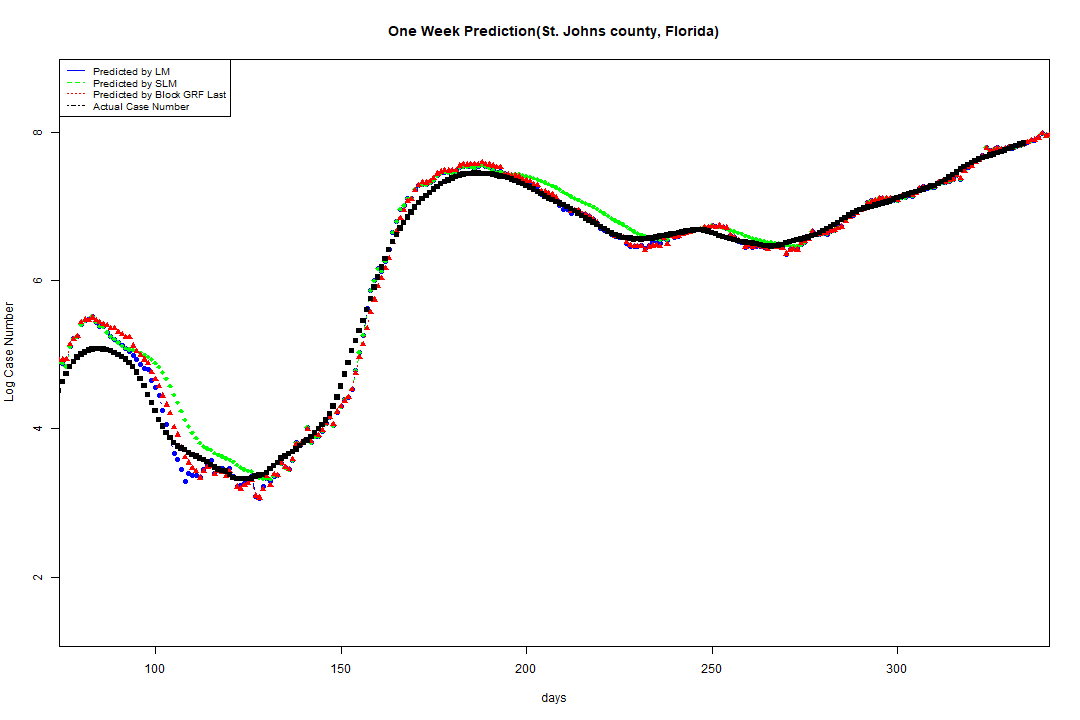 One Week Prediction(St. Johns county, Florida)
Predicted by LM
Predicted by SLM
Predicted by Block GRF Last
Actual Case Number
8
6
4
2
Log Case Number
100 150 200 250 300
days